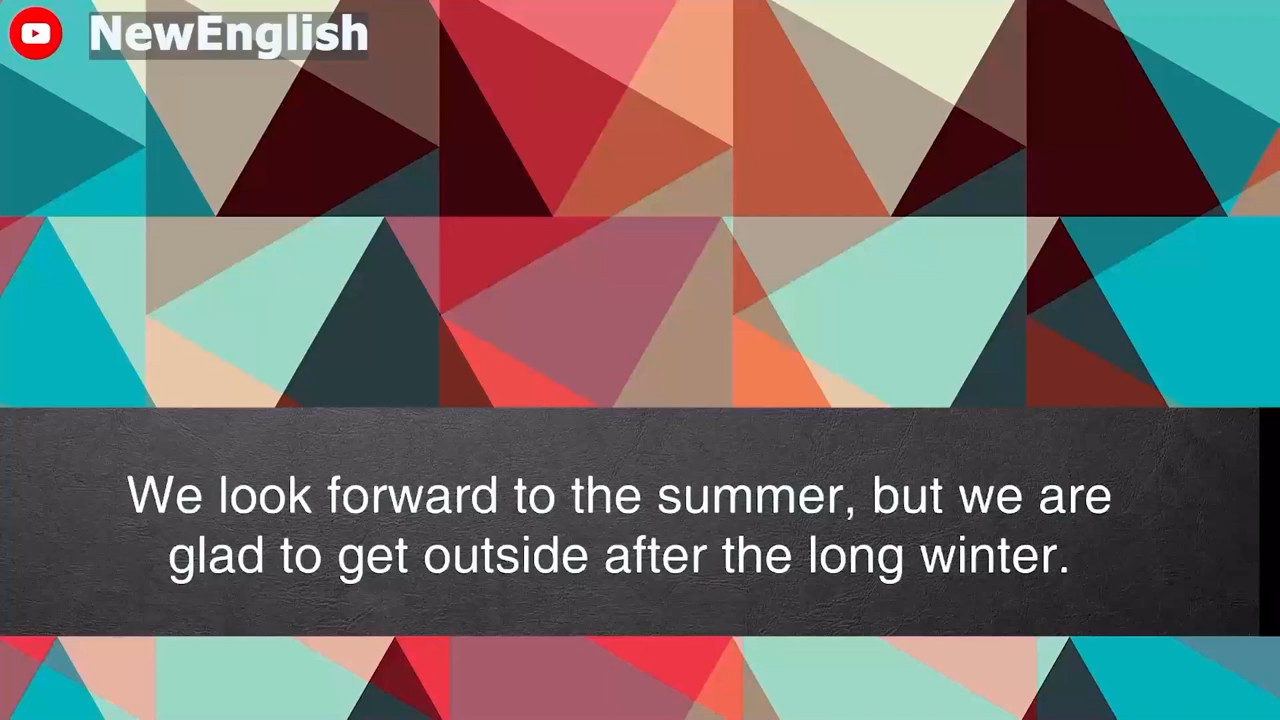 NewEnglish
We look forward to the summer, but we are
glad to get outside after the long winter.